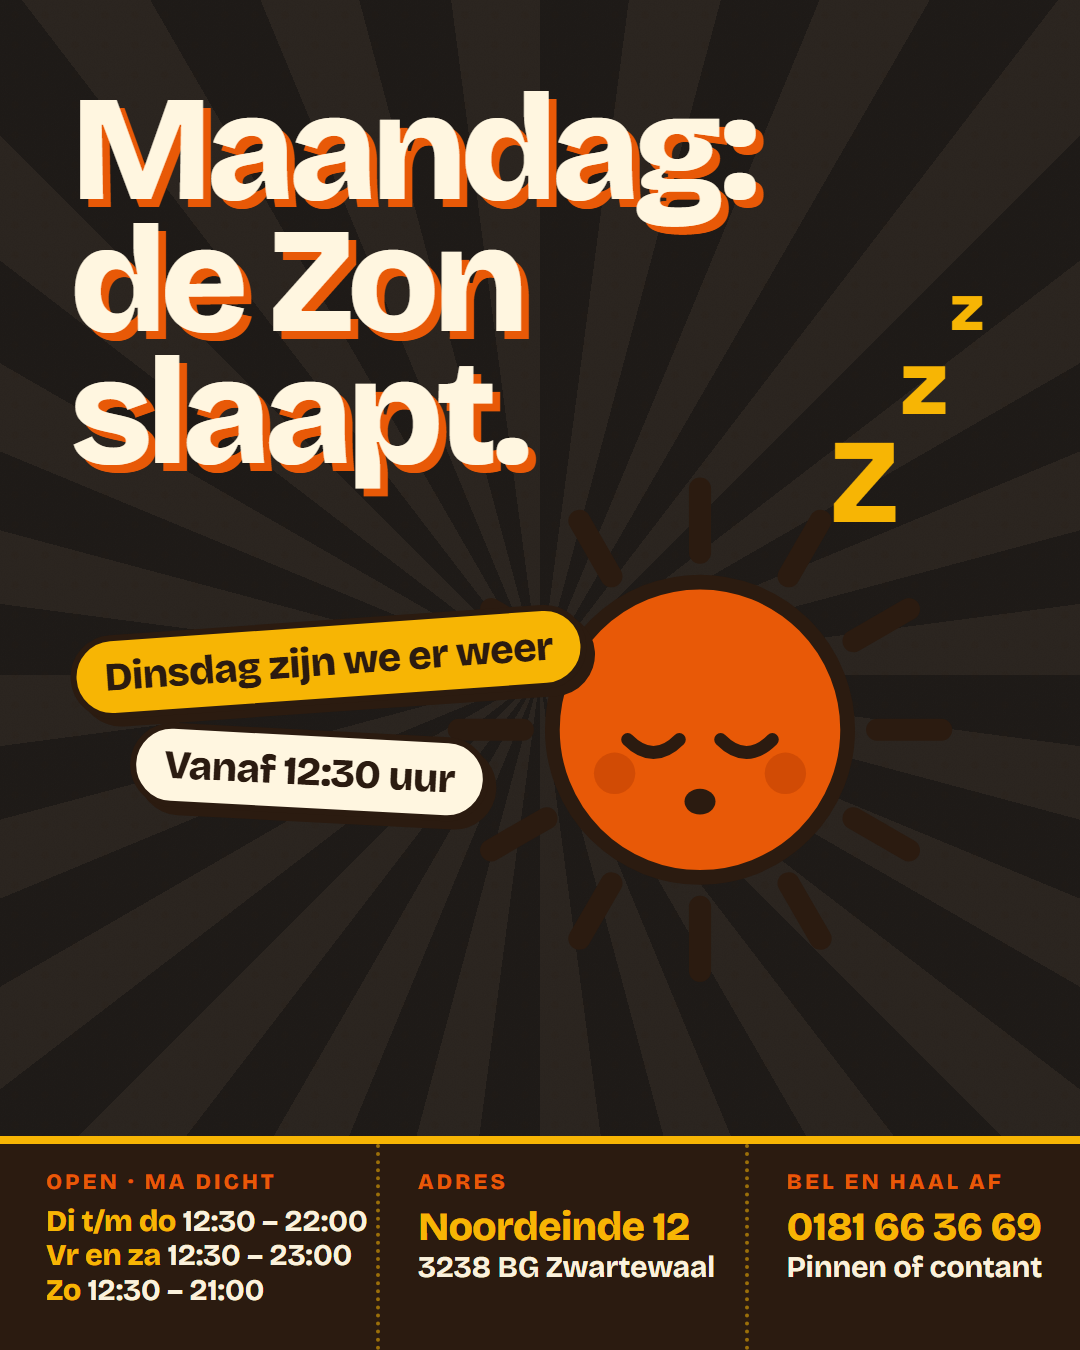 Maandag:
de Zon
slaapt.
z
z
Z
Dinsdag zijn we er weer
Vanaf 12:30 uur
OPEN · MA DICHT
Di t/m do 12:30 – 22:00
Vr en za 12:30 – 23:00
Zo 12:30 – 21:00
ADRES
Noordeinde 12
3238 BG Zwartewaal
BEL EN HAAL AF
0181 66 36 69
Pinnen of contant